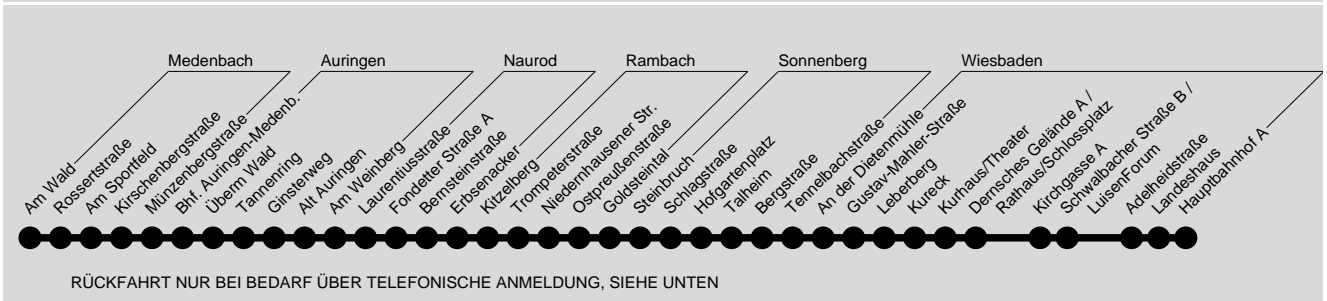 Medenbach
Auringen
Naurod
Rambach
Sonnenberg
Wiesbaden
Am Wald
Rossertstraße
Am Sportfeld
Kirschenbergstraße
Münzenbergstraße
Bhf. Auringen-Medenb.
Überm Wald
Tannenring
Ginsterweg
Alt Auringen
Am Weinberg
Laurentiusstraße
Fondetter Straße A
Bernsteinstraße
Erbsenacker
Kitzelberg
Trompeterstraße
Niedernhausener Str.
Ostpreußenstraße
Goldsteintal
Steinbruch
Schlagstraße
Hofgartenplatz
Talheim
Bergstraße
Tennelbachstraße
An der Dietenmühle
Gustav-Mahler-Straße
Leberberg
Kureck
Kurhaus/Theater
Dernsches Gelände A /
Rathaus/Schlossplatz
Kirchgasse A
Schwalbacher Straße B /
LuisenForum
Adelheidstraße
Landeshaus
Hauptbahnhof A
RÜCKFAHRT NUR BEI BEDARF ÜBER TELEFONISCHE ANMELDUNG, SIEHE UNTEN